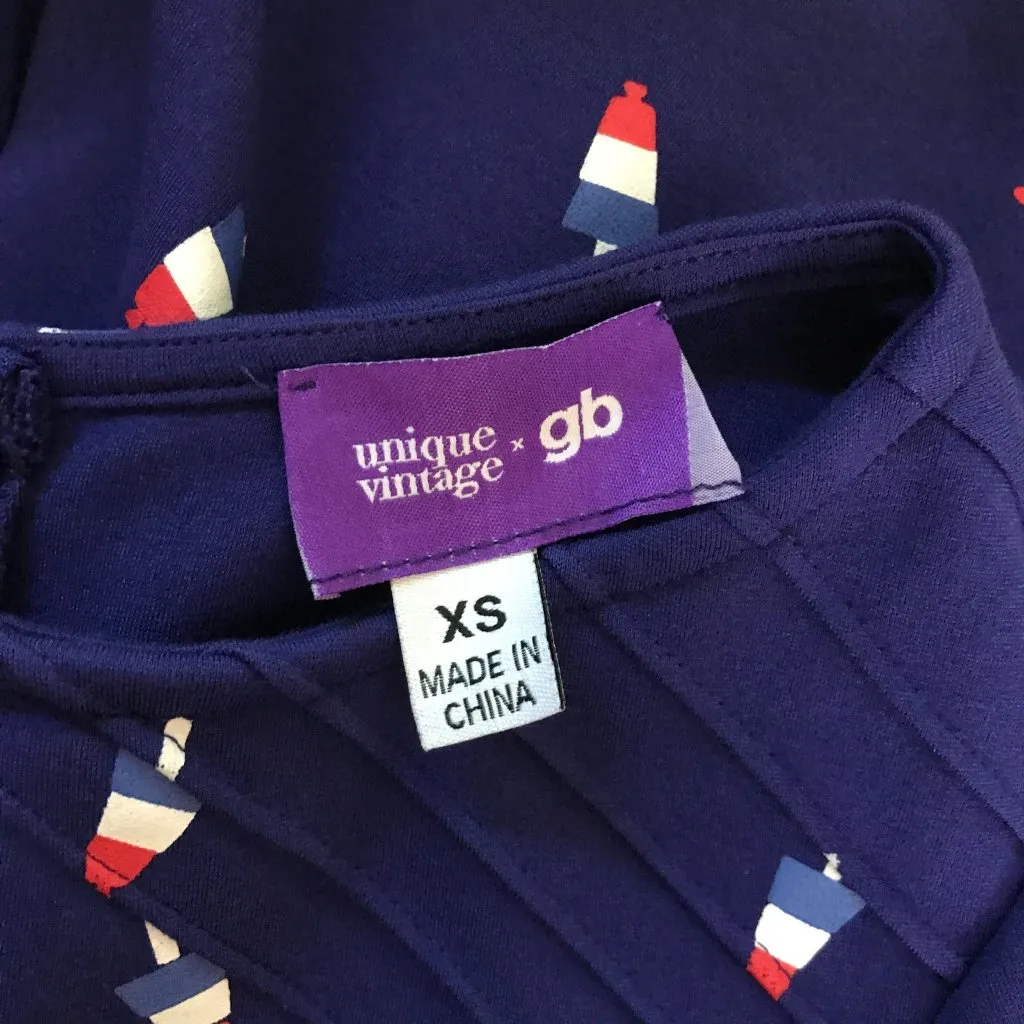 unique
vintage × gb
XS
MADE IN
CHINA